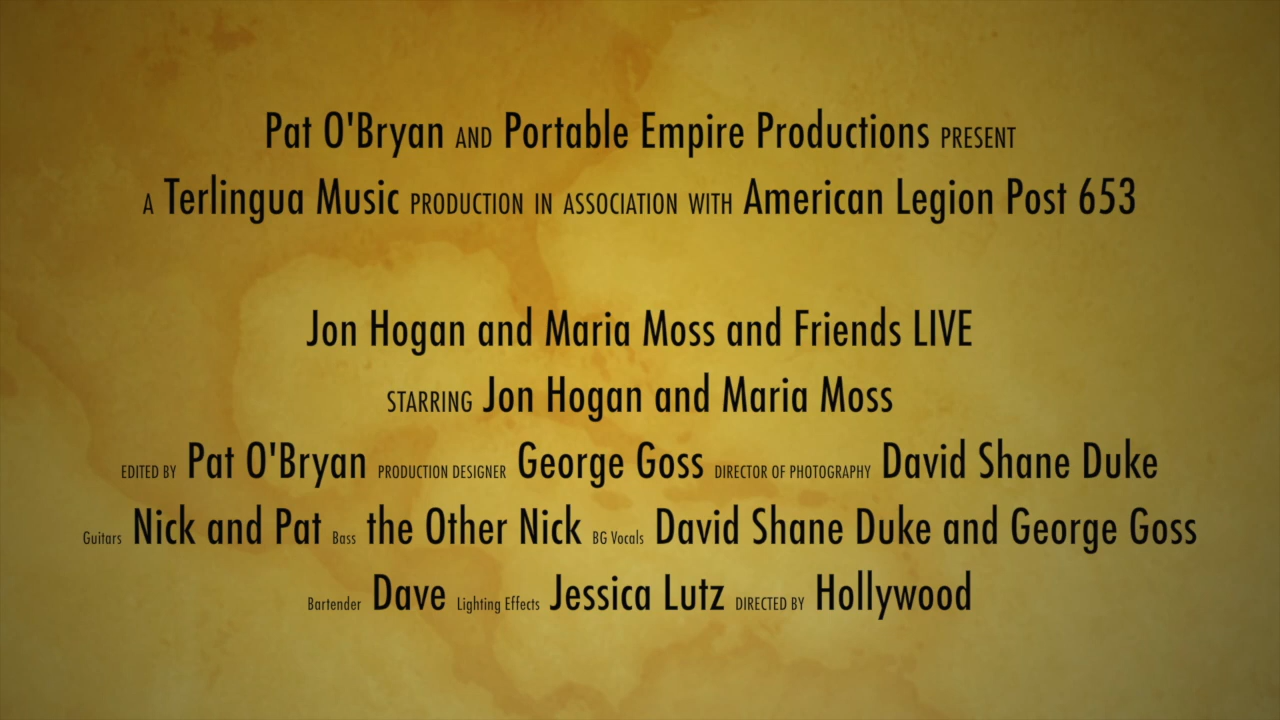 Pat O'Bryan AND Portable Empire Productions PRESENT
A Terlingua Music PRODUCTION IN ASSOCIATION WITH American Legion Post 653
Jon Hogan and Maria Moss and Friends LIVE
STARRING Jon Hogan and Maria Moss
EDITED BY Pat O'Bryan PRODUCTION DESIGNER George Goss DIRECTOR OF PHOTOGRAPHY David Shane Duke
Guitars Nick and Pat Bass the Other Nick BG Vocals David Shane Duke and George Goss
Bartender Dave Lighting Effects Jessica Lutz DIRECTED BY Hollywood